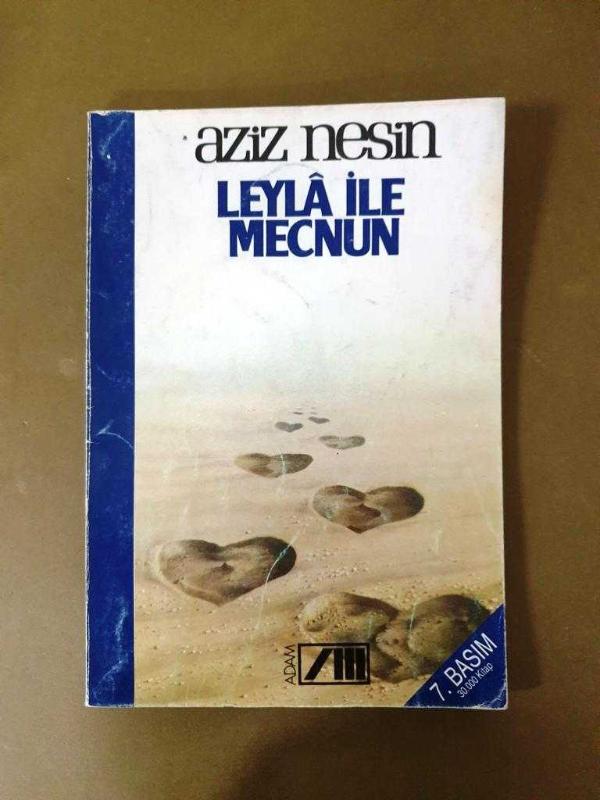 aziz nesin
LEYLÂ İLE
MECNUN
ADAM
7. BASIM
30 000 Kitap